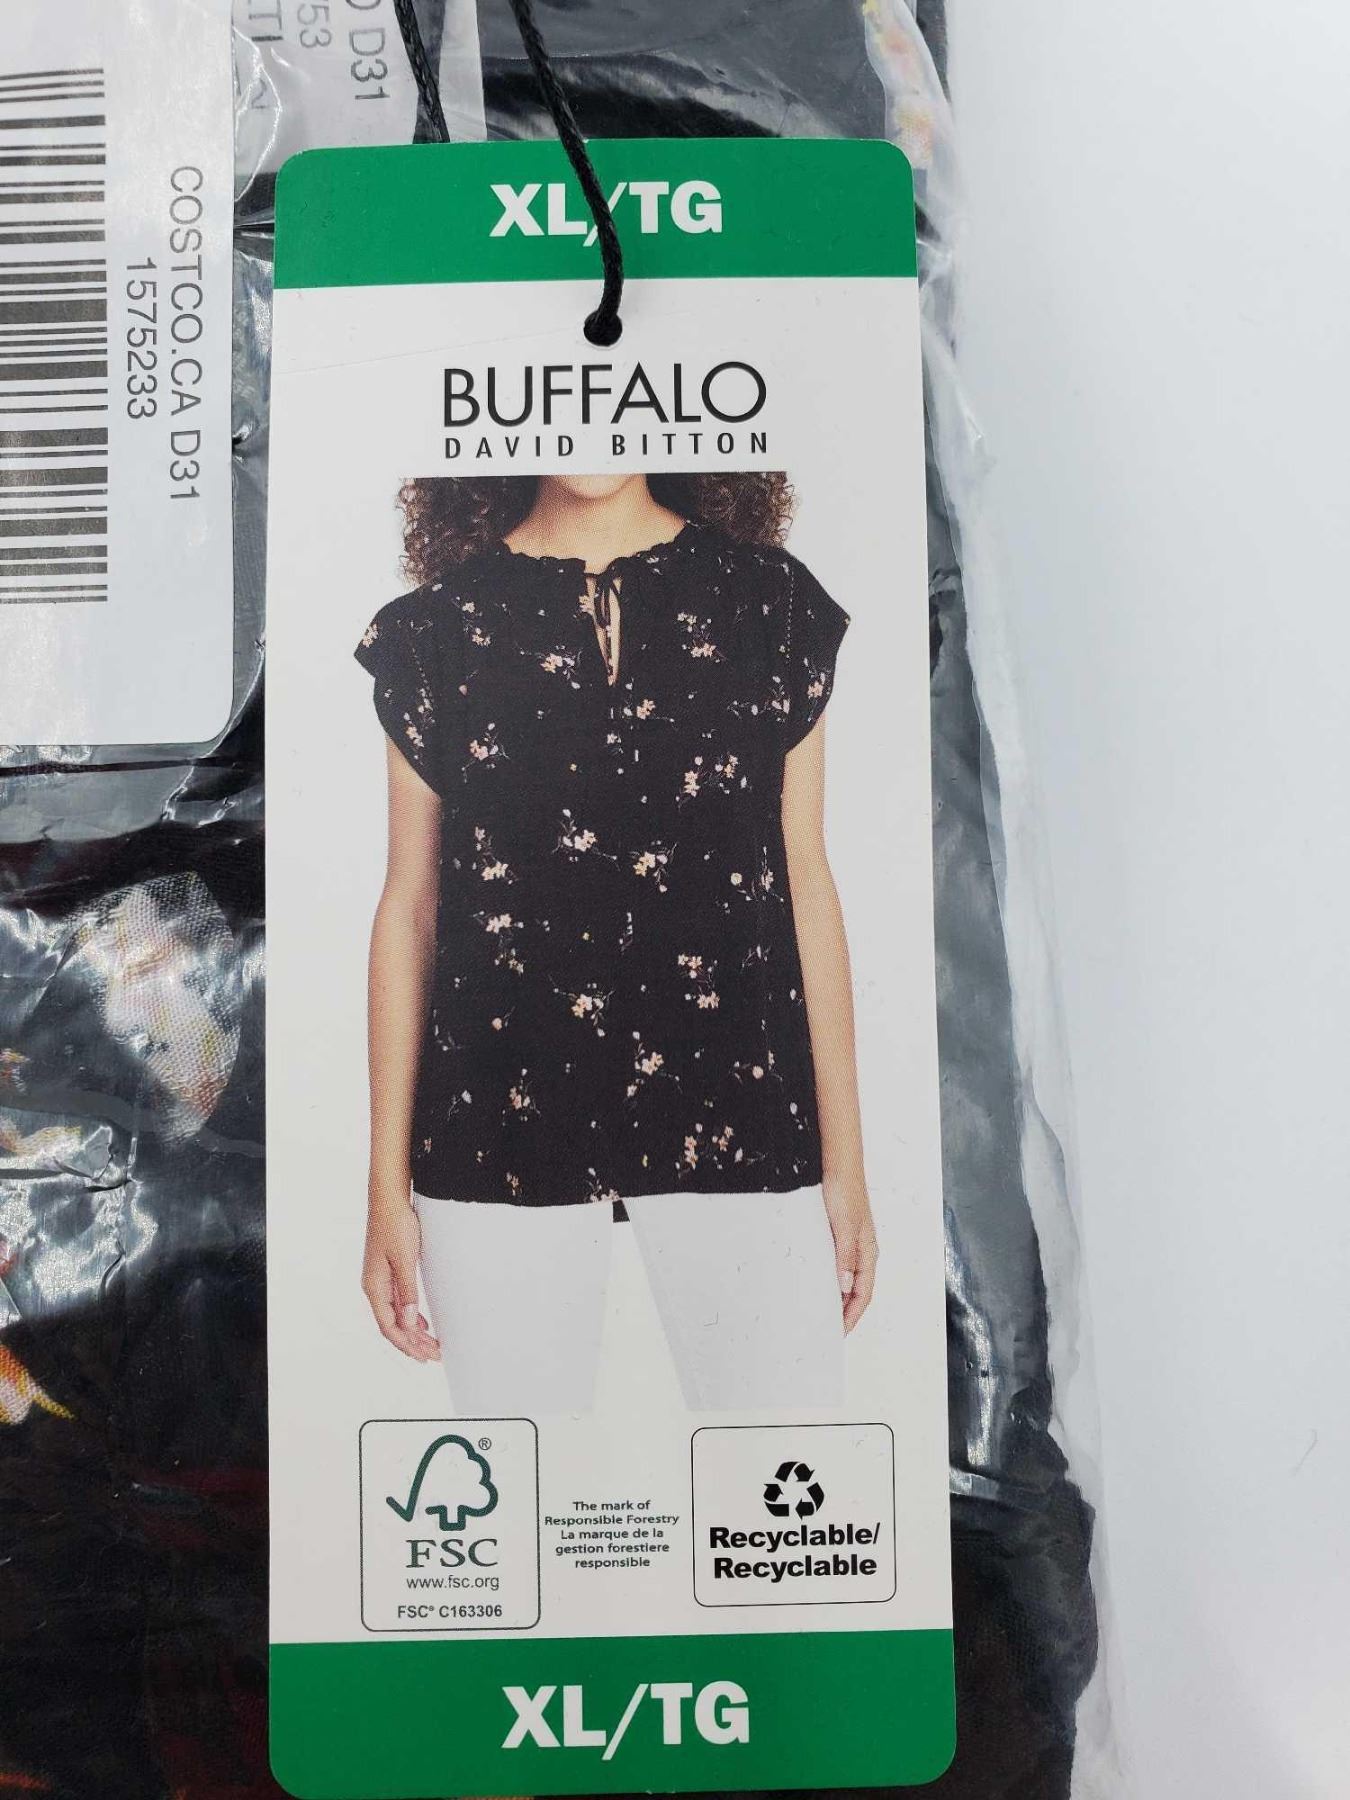 D31
53
COSTCO.CA D31
1575233
XL/TG
BUFFALO
DAVID BITTON
®
FSC
www.fsc.org
FSC® C163306
The mark of
Responsible Forestry
La marque de la
gestion forestiere
responsible
Recyclable/
Recyclable
XL/TG